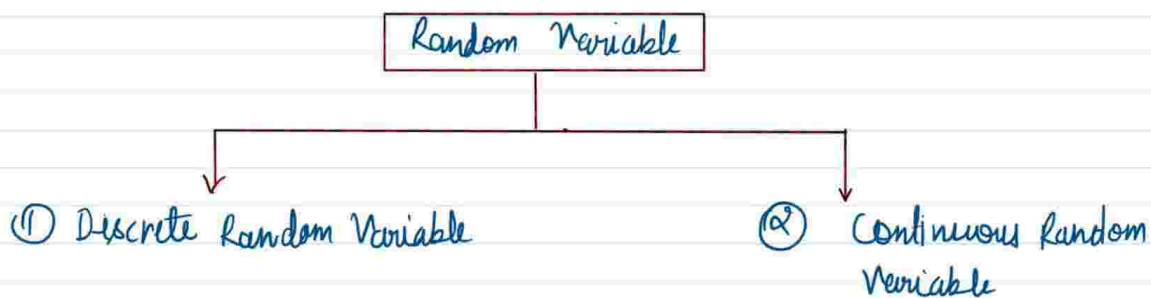 Random Variable
① Discrete Random Variable
② Continuous Random
Variable